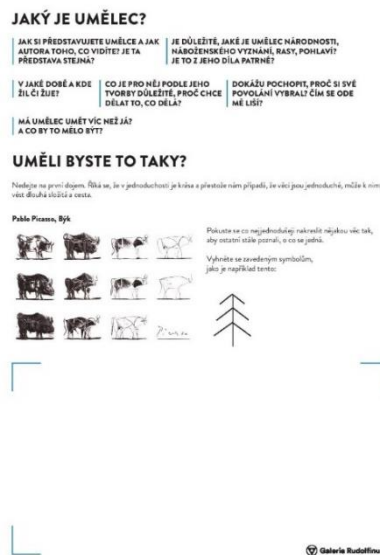 JAKÝ JE UMĚLEC?
JAK SI PŘEDSTAVUJETE UMĚLCE A JAK
AUTORA TOHO, CO VIDÍTE? JE TA
PŘEDSTAVA STEJNÁ?
JE DŮLEŽITÉ, JAKÉ JE UMĚLEC NÁRODNOSTI,
NÁBOŽENSKÉHO VYZNÁNÍ, RASY, POHLAVÍ?
JE TO Z JEHO DÍLA PATRNÉ?
V JAKÉ DOBĚ A KDE
ŽIL ČI ŽIJE?
CO JE PRO NĚJ PODLE JEHO
TVORBY DŮLEŽITÉ, PROČ CHCE
DĚLAT TO, CO DĚLÁ?
DOKÁŽU POCHOPIT, PROČ SI SVÉ
POVOLÁNÍ VYBRAL? ČÍM SE ODE
MĚ LIŠÍ?
MÁ UMĚLEC UMĚT VÍC NEŽ JÁ?
A CO BY TO MĚLO BÝT?
UMĚLI BYSTE TO TAKY?
Nedejte na první dojem. Říká se, že v jednoduchosti je krása a přestože nám připadá, že věci jsou jednoduché, může k nim
vést dlouhá složitá a cesta.
Pablo Picasso, Býk
Pokuste se co nejjednodušeji nakreslit nějakou věc tak,
aby ostatní stále poznali, o co se jedná.
Vyhněte se zavedeným symbolům,
jako je například tento:
Picasso
Galerie Rudolfinu